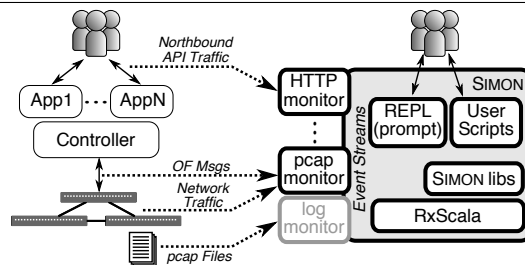 Northbound
API Traffic
App1
AppN
Controller
OF Msgs
Network
Traffic
pcap Files
HTTP
monitor
pcap
monitor
log
monitor
Event Streams
SIMON
REPL
(prompt)
User
Scripts
SIMON libs
RxScala